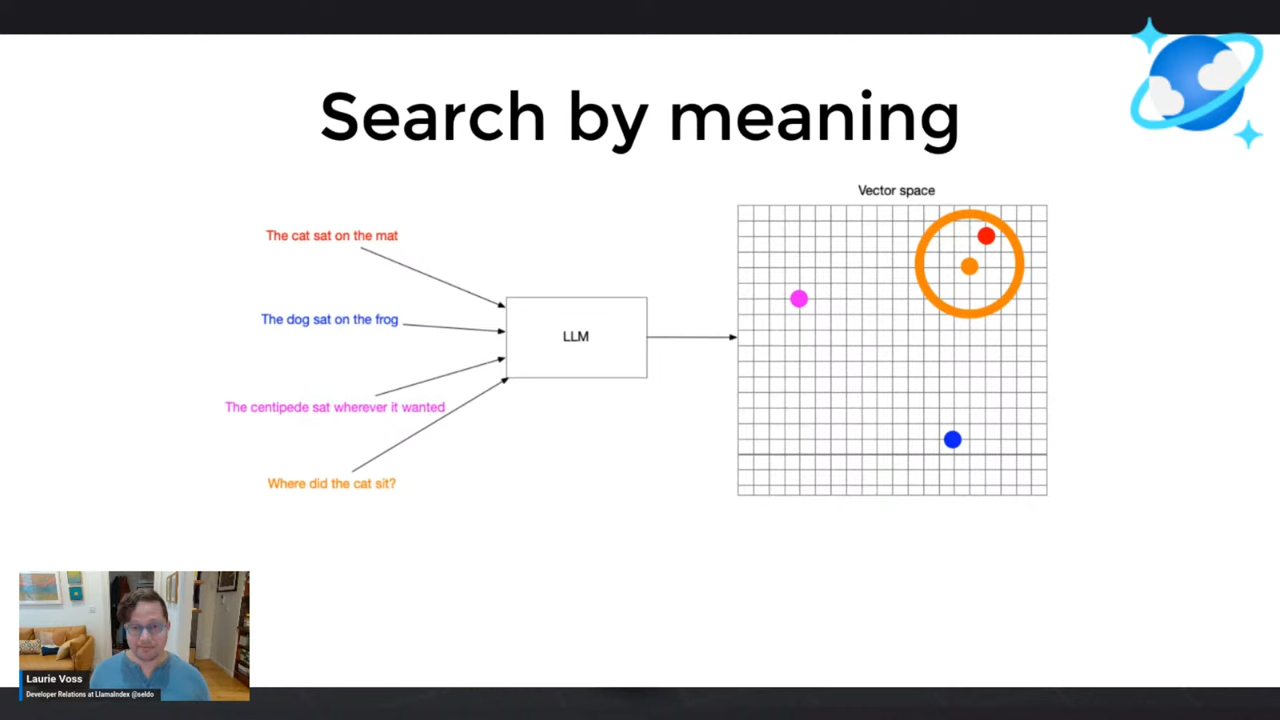 Search by meaning
Vector space
The cat sat on the mat
The dog sat on the frog
LLM
The centipede sat wherever it wanted
Where did the cat sit?
Laurie Voss
Developer Relations at LlamaIndex @seldo